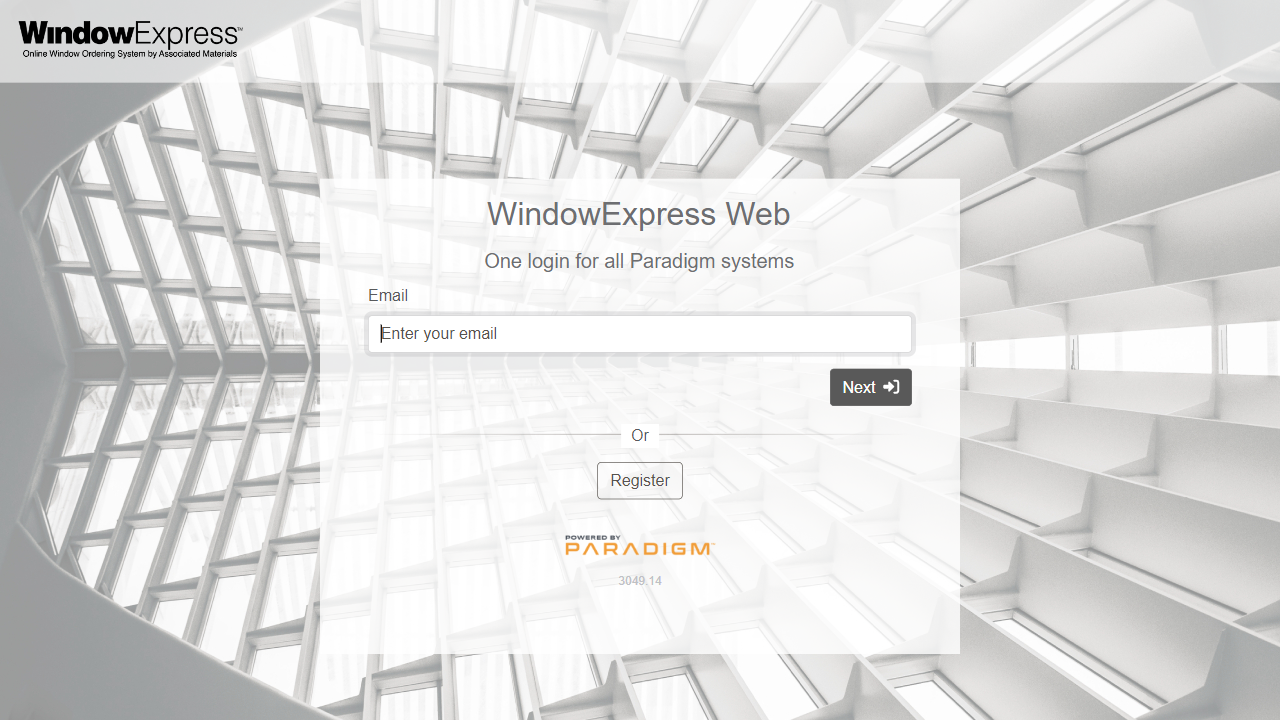 WindowExpress™
Online Window Ordering System by Associated Materials
WindowExpress Web
One login for all Paradigm systems
Email
Enter your email
Next
Or
Register
POWERED BY
PARADIGM™
3049.14